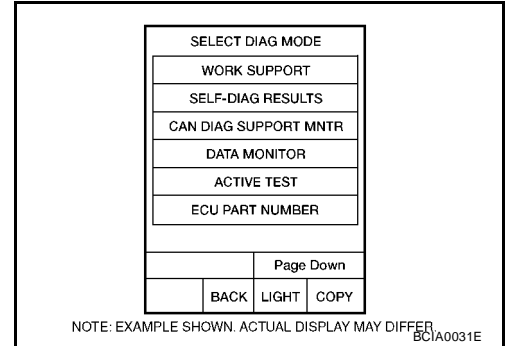 SELECT DIAG MODE
WORK SUPPORT
SELF-DIAG RESULTS
CAN DIAG SUPPORT MNTR
DATA MONITOR
ACTIVE TEST
ECU PART NUMBER
Page Down
BACK LIGHT COPY
NOTE: EXAMPLE SHOWN. ACTUAL DISPLAY MAY DIFFER.
BCIA0031E